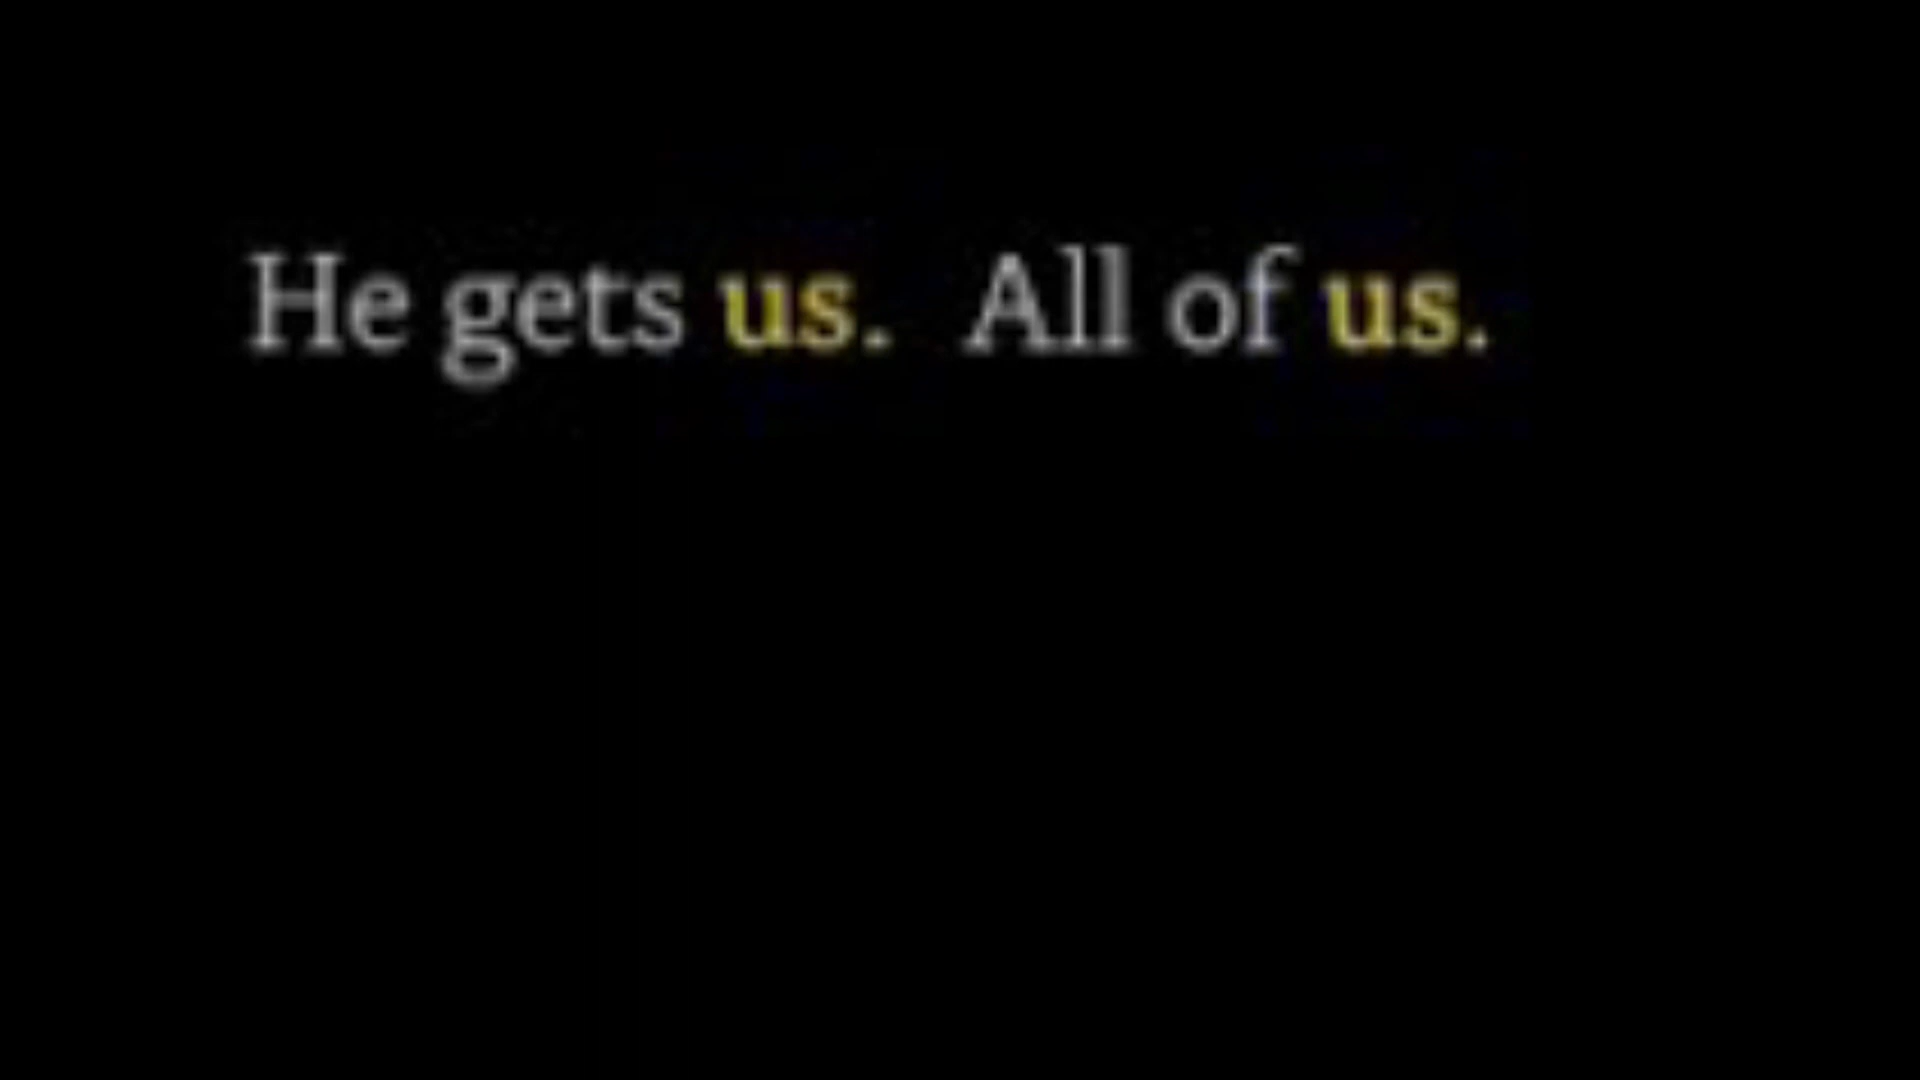 He gets us. All of us.